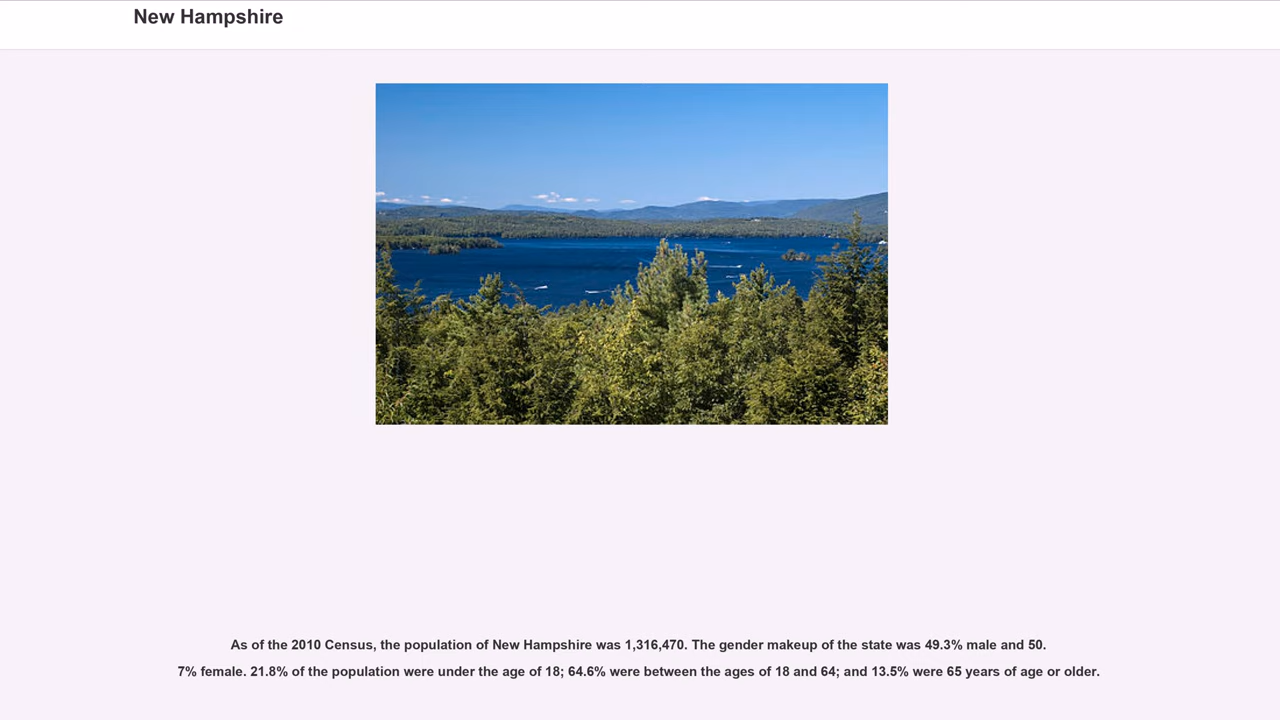 New Hampshire
As of the 2010 Census, the population of New Hampshire was 1,316,470. The gender makeup of the state was 49.3% male and 50.
7% female. 21.8% of the population were under the age of 18; 64.6% were between the ages of 18 and 64; and 13.5% were 65 years of age or older.